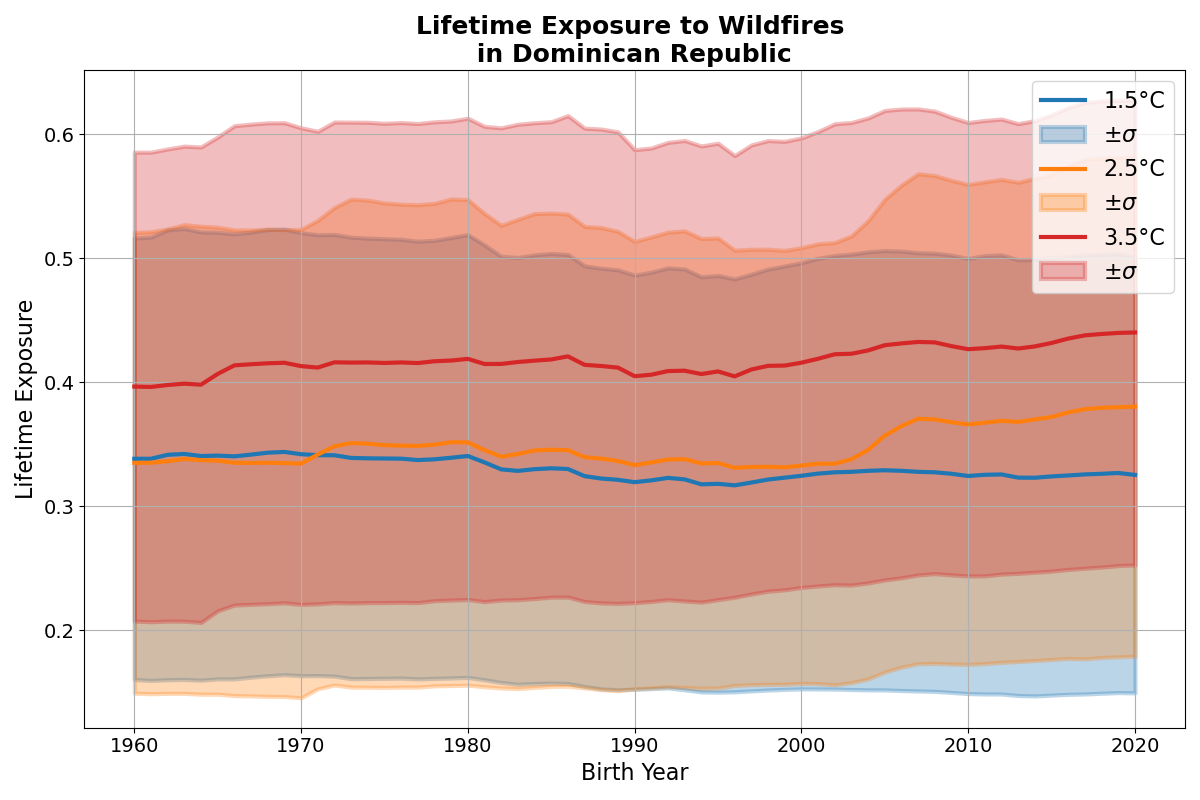 Lifetime Exposure to Wildfires
in Dominican Republic
Lifetime Exposure
0.6
0.5
0.4
0.3
0.2
1960 1970 1980 1990 2000 2010 2020
Birth Year
1.5°C
±σ
2.5°C
±σ
3.5°C
±σ